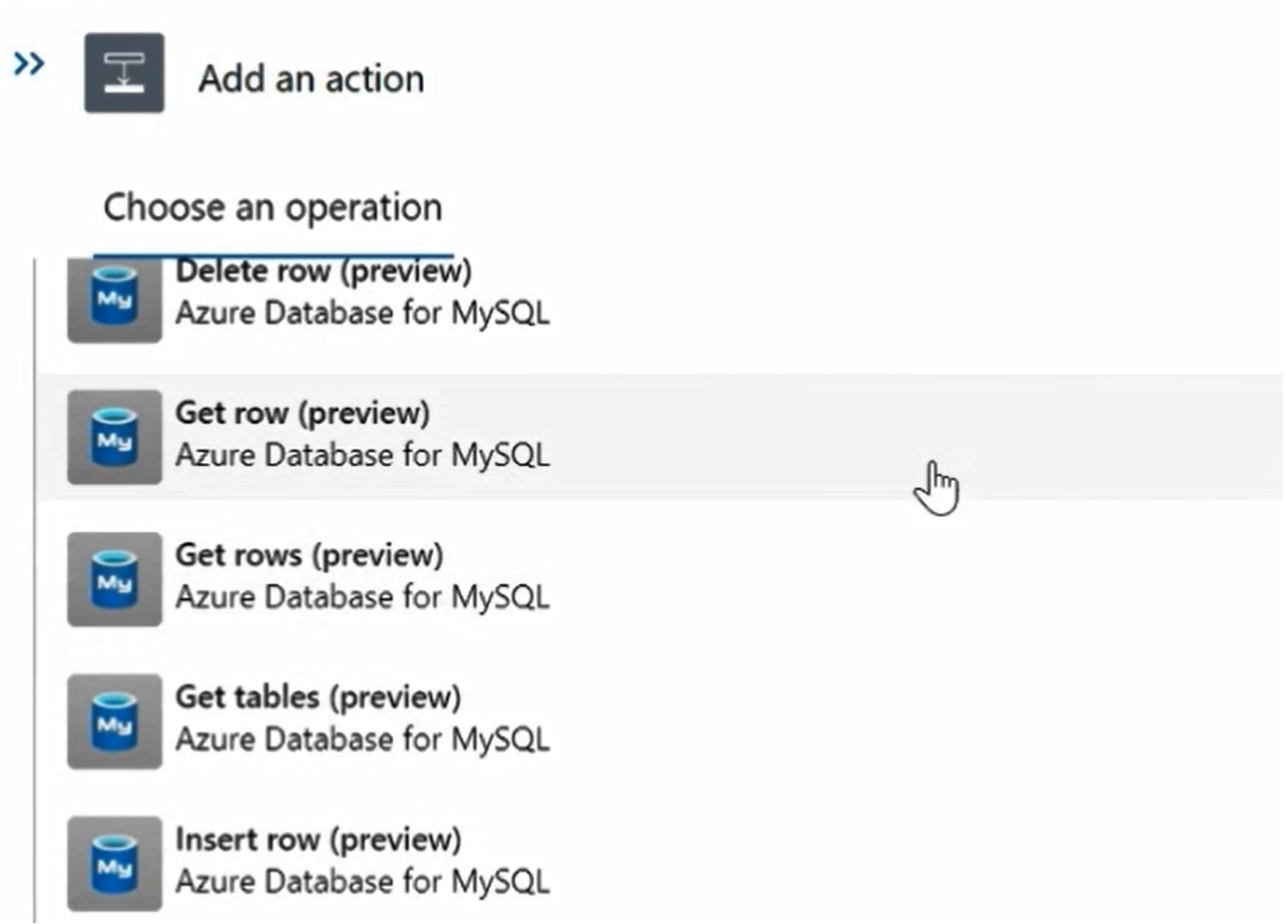 Add an action
Choose an operation
Delete row (preview)
Azure Database for MySQL
My
Get row (preview)
Azure Database for MySQL
My
Get rows (preview)
Azure Database for MySQL
My
Get tables (preview)
Azure Database for MySQL
My
Insert row (preview)
Azure Database for MySQL
My